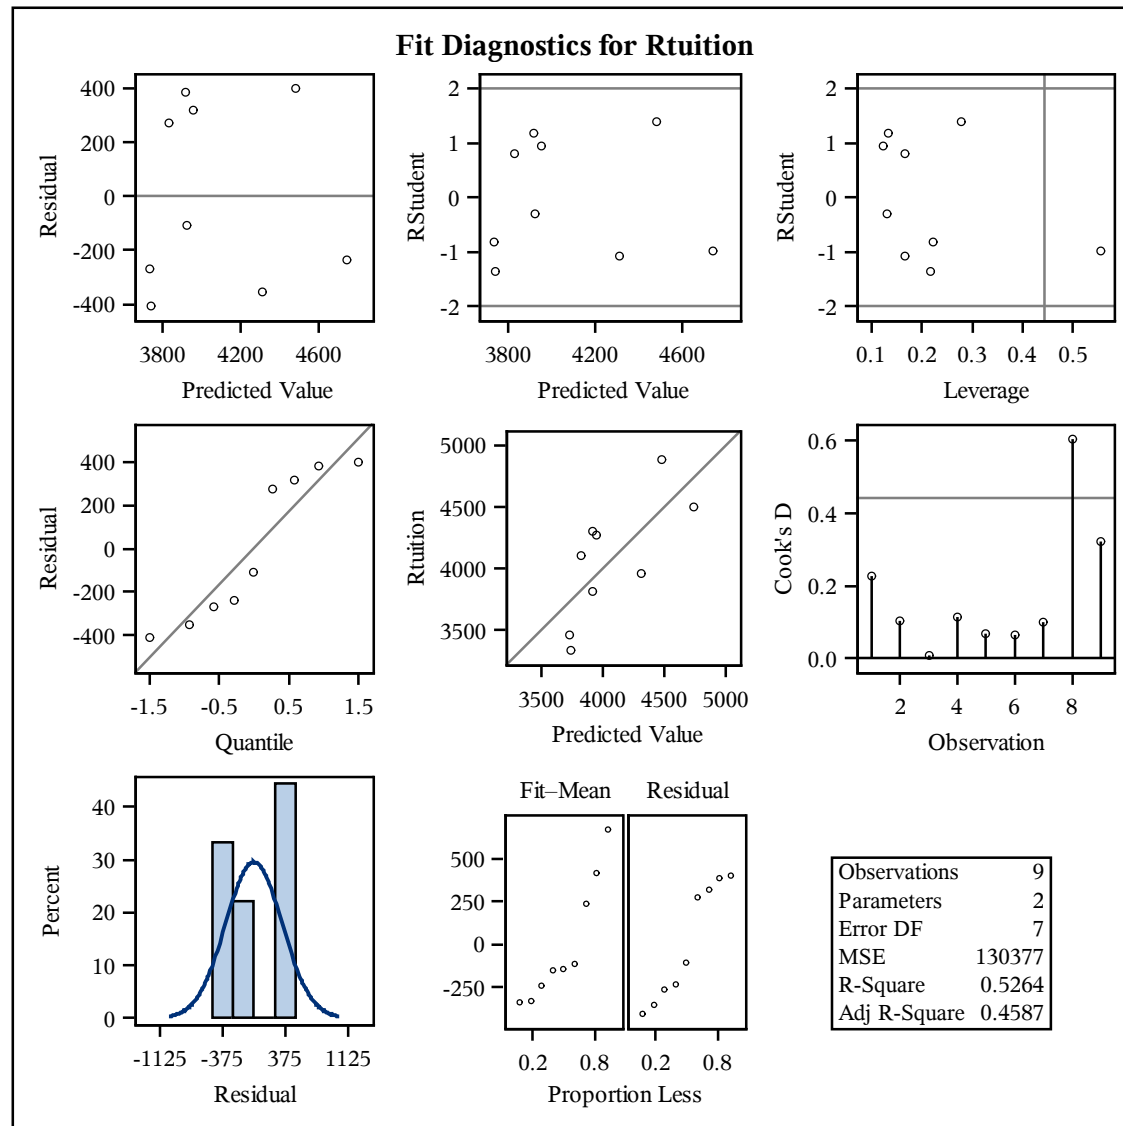 Fit Diagnostics for Rtuition
400
200
0
-200
-400
3800 4200 4600
Residual
Predicted Value
2
1
0
-1
-2
3800 4200 4600
RStudent
Predicted Value
2
1
0
-1
-2
0.1 0.2 0.3 0.4 0.5
RStudent
Leverage
400
200
0
-200
-400
-1.5 -0.5 0.5 1.5
Residual
Quantile
5000
4500
4000
3500
3500 4000 4500 5000
Rtuition
Predicted Value
0.6
0.4
0.2
0.0
2 4 6 8
Cook's D
Observation
40
30
20
10
0
-1125 -375 375 1125
Percent
Residual
Fit–Mean Residual
500
250
0
-250
0.2 0.8 0.2 0.8
Proportion Less
Observations 9
Parameters 2
Error DF 7
MSE 130377
R-Square 0.5264
Adj R-Square 0.4587